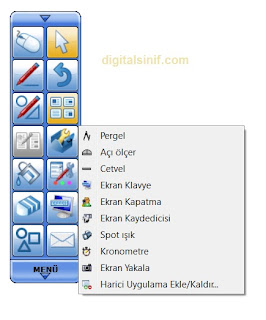 digitalsinif.com
Pergel
Açı ölçer
Cetvel
Ekran Klavye
Ekran Kapatma
Ekran Kaydedicisi
Spot ışık
Kronometre
Ekran Yakala
Harici Uygulama Ekle/Kaldır...
MENÜ